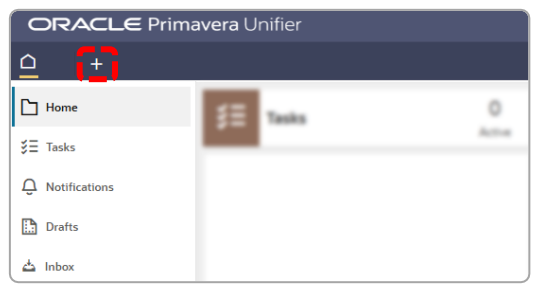 ORACLE Primavera Unifier
+
Home
Tasks
Tasks
0
Active
Notifications
Drafts
Inbox